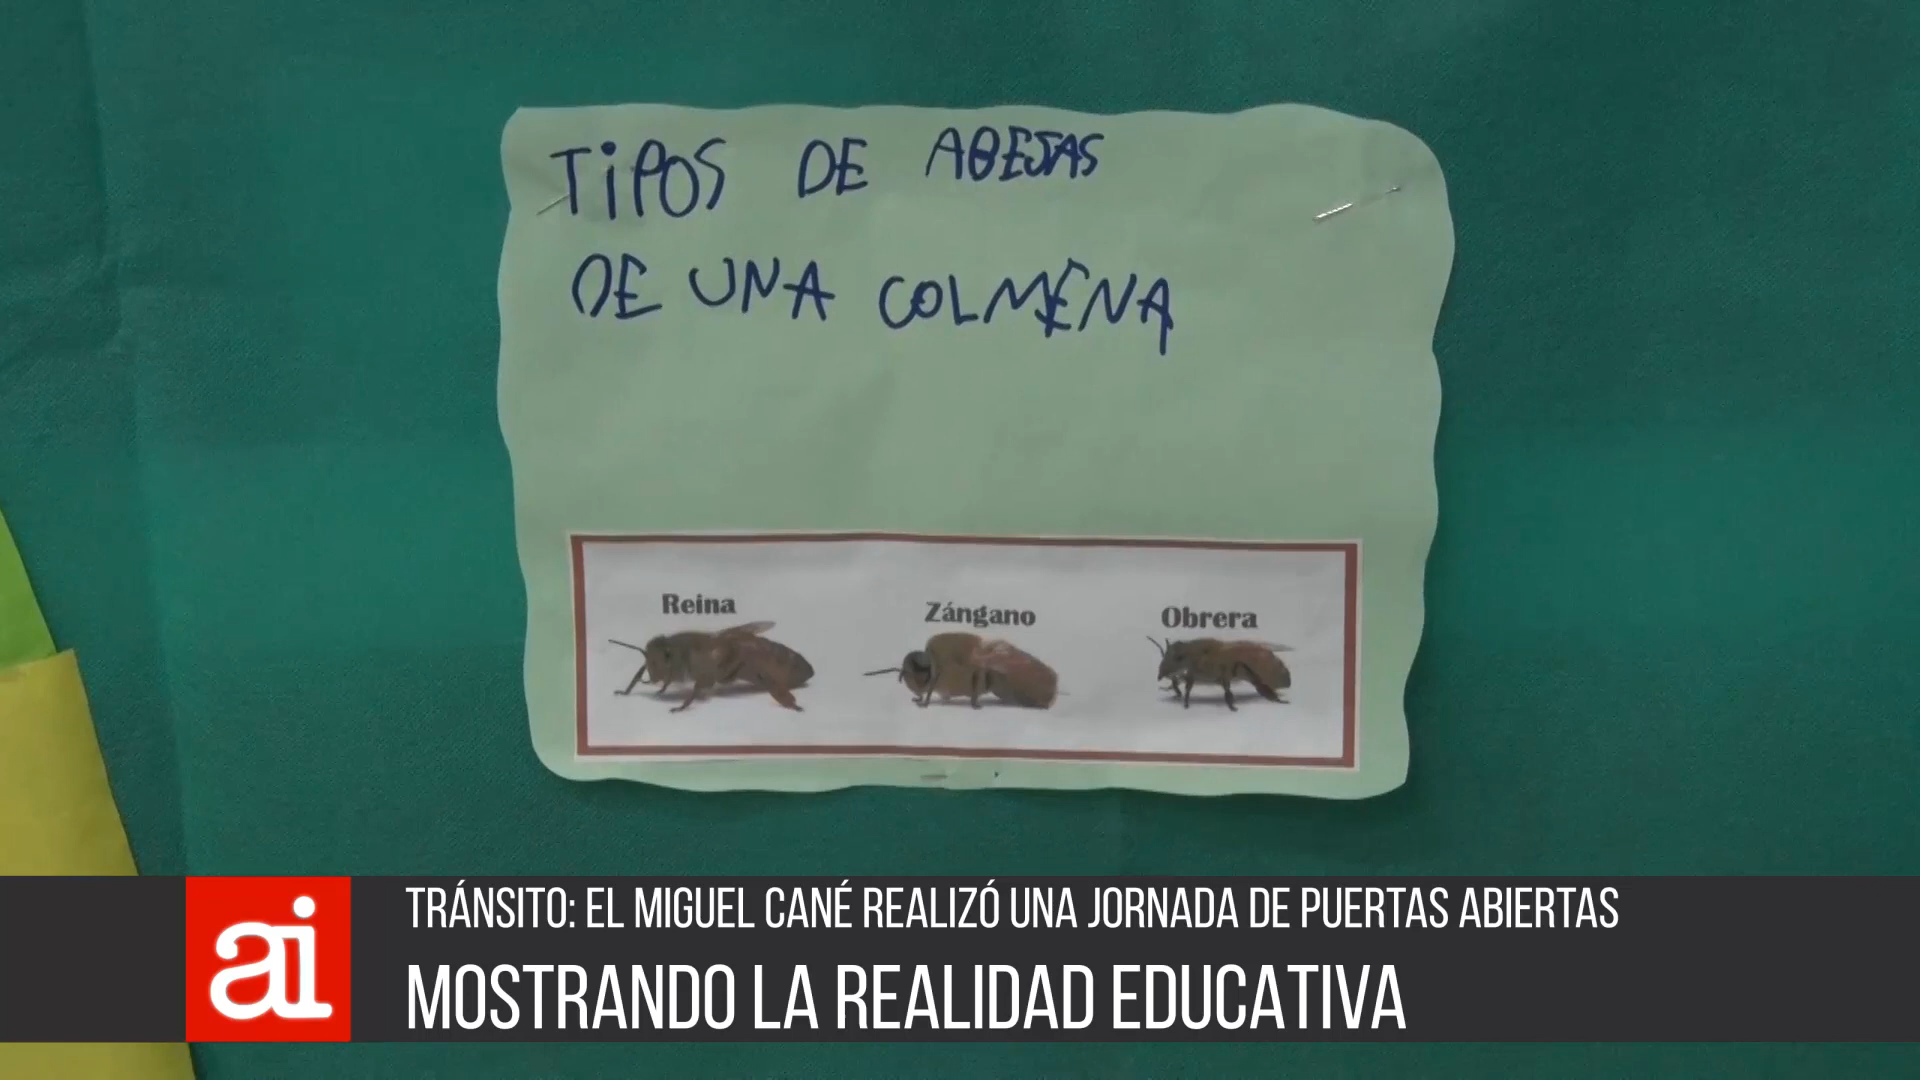 TiPOS DE ABEJAS
DE UNA COLMENA
Reina Zángano Obrera
ai TRÁNSITO: EL MIGUEL CANÉ REALIZÓ UNA JORNADA DE PUERTAS ABIERTAS
MOSTRANDO LA REALIDAD EDUCATIVA